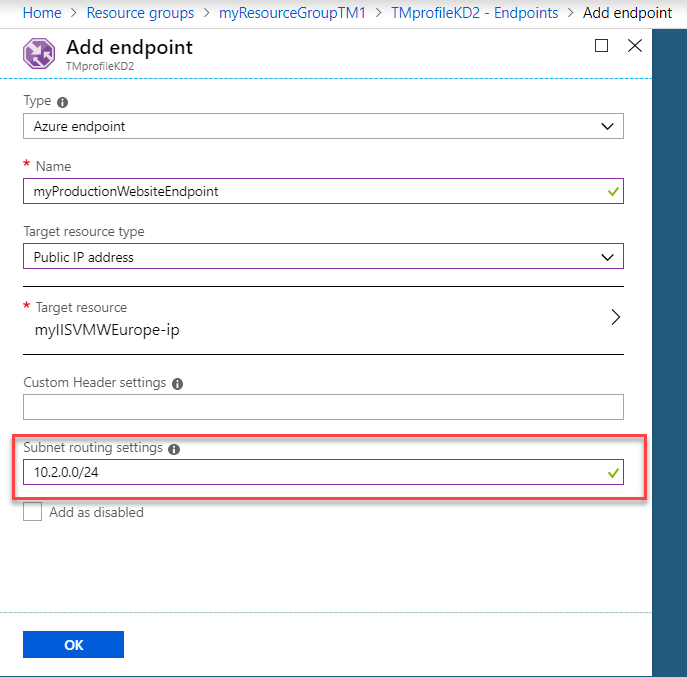 Home > Resource groups > myResourceGroupTM1 > TMprofileKD2 - Endpoints > Add endpoint
Add endpoint
TMprofileKD2
Type
Azure endpoint
* Name
myProductionWebsiteEndpoint
Target resource type
Public IP address
* Target resource
myIISVMWEurope-ip
Custom Header settings
Subnet routing settings
10.2.0.0/24
Add as disabled
OK